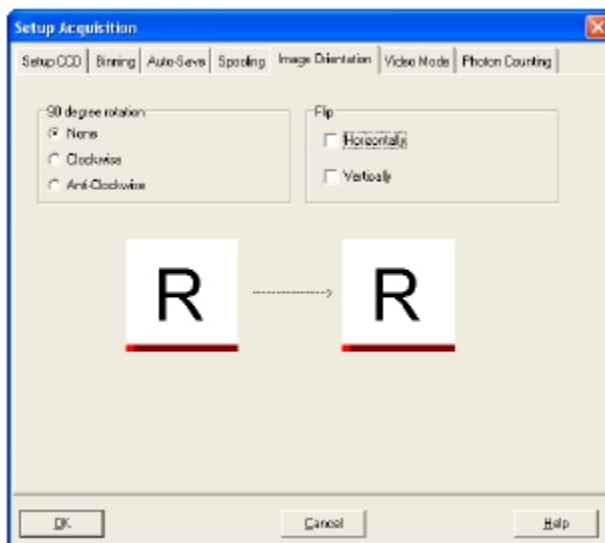 Setup Acquisition
Setup CCD Binning Auto-Save Spooling Image Orientation Video Mode Photon Counting
90 degree rotation
None
Clockwise
Anti-Clockwise
Flip
Horizontally
Vertically
R R
OK Cancel Help